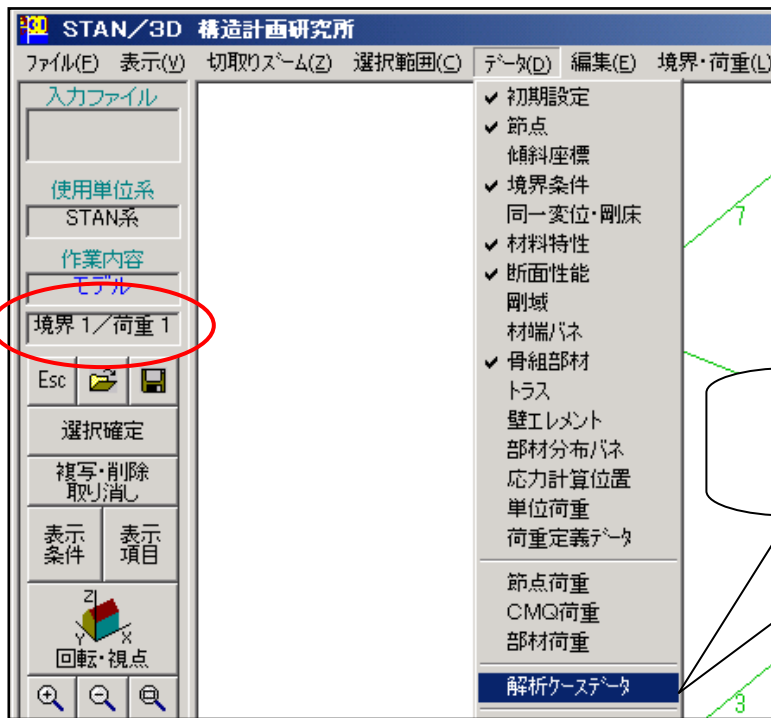 STAN/3D 構造計画研究所
ファイル(F) 表示(V) 切取りズーム(Z) 選択範囲(C) データ(D) 編集(E) 境界・荷重(L)
入力ファイル
使用単位系
STAN系
作業内容
モデル
境界 1/荷重 1
Esc
選択確定
複写・削除
取り消し
表示
条件
表示
項目
Z
Y
X
回転・視点
初期設定
節点
傾斜座標
境界条件
同一変位・剛床
材料特性
断面性能
剛域
材端バネ
骨組部材
トラス
壁エレメント
部材分布バネ
応力計算位置
単位荷重
荷重定義データ
節点荷重
CMQ荷重
部材荷重
解析ケースデータ
7
3